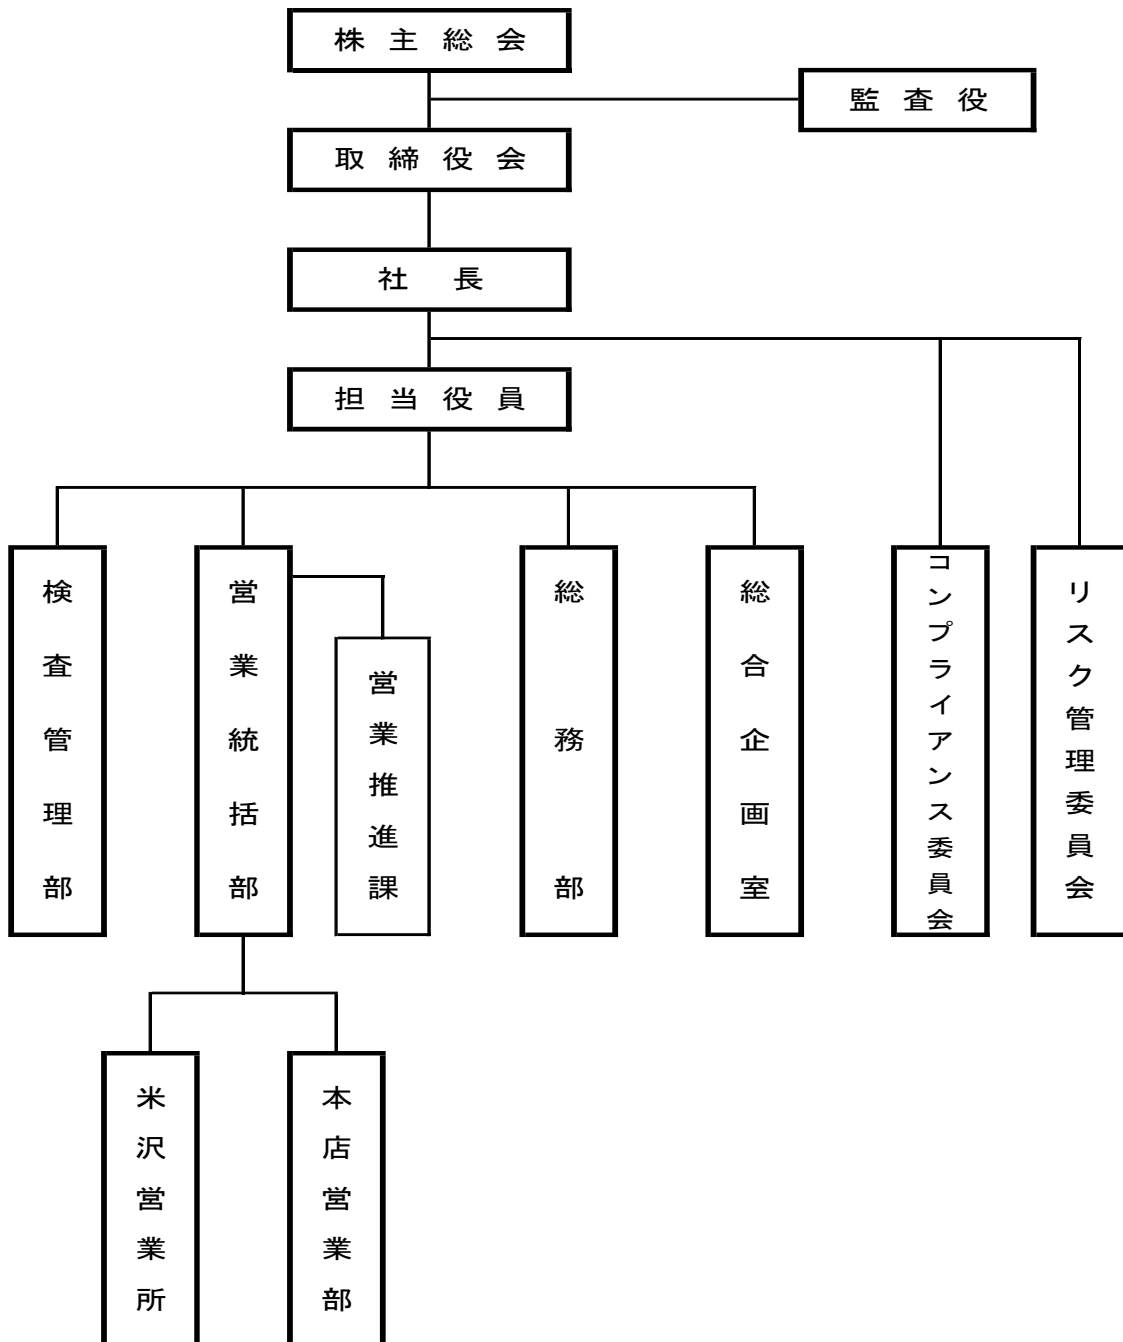 株主総会
監査役
取締役会
社長
担当役員
検査管理部
営業統括部
営業推進課
総務部
総合企画室
コンプライアンス委員会
リスク管理委員会
米沢営業所
本店営業部